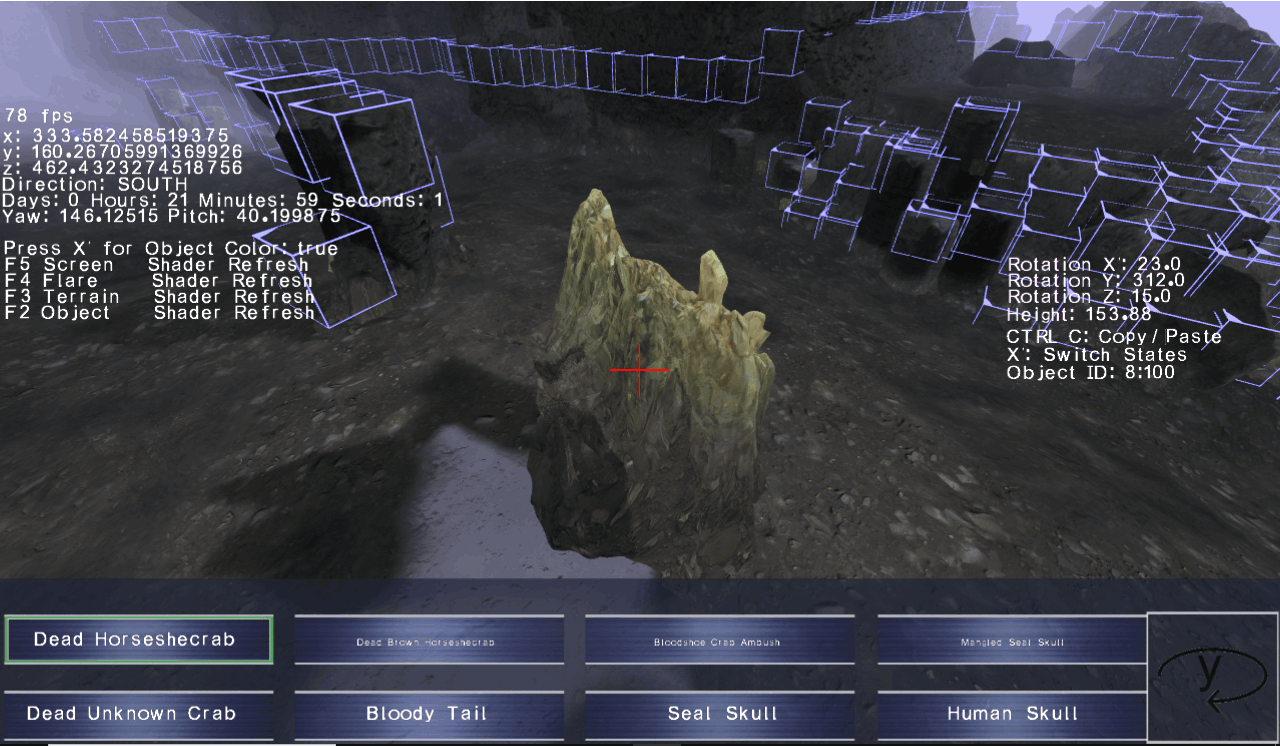 78 fps
x: 333.582458519375
y: 160.26705991369926
z: 462.4323274518756
Direction: SOUTH
Days: 0 Hours: 21 Minutes: 59 Seconds: 1
Yaw: 146.12515 Pitch: 40.199875
Press X' for Object Color: true
F5 Screen Shader Refresh
F4 Flare Shader Refresh
F3 Terrain Shader Refresh
F2 Object Shader Refresh
Rotation X': 23.0
Rotation Y: 312.0
Rotation Z: 15.0
Height: 153.88
CTRL C: Copy/Paste
X': Switch States
Object ID: 8:100
Dead Horseshecrab
Dead Brown Horseshecrab
Bloodshoe Crab Ambush
Mangled Seal Skull
Dead Unknown Crab
Bloody Tail
Seal Skull
Human Skull
y